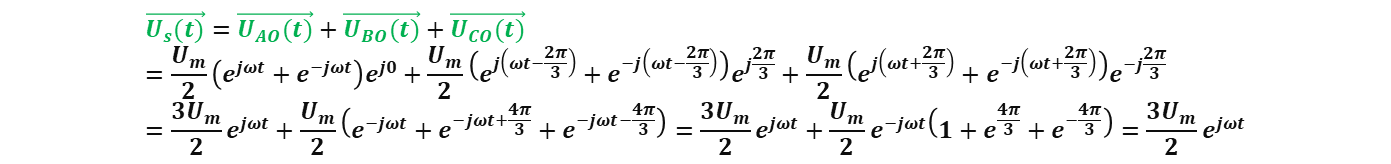 $\overrightarrow{U_s(t)} = \overrightarrow{U_{AO}(t)} + \overrightarrow{U_{BO}(t)} + \overrightarrow{U_{CO}(t)}$
$= \frac{U_m}{2}\left(e^{j\omega t} + e^{-j\omega t}\right)e^{j0} + \frac{U_m}{2}\left(e^{j\left(\omega t - \frac{2\pi}{3}\right)} + e^{-j\left(\omega t - \frac{2\pi}{3}\right)}\right)e^{j\frac{2\pi}{3}} + \frac{U_m}{2}\left(e^{j\left(\omega t + \frac{2\pi}{3}\right)} + e^{-j\left(\omega t + \frac{2\pi}{3}\right)}\right)e^{-j\frac{2\pi}{3}}$
$= \frac{3U_m}{2}e^{j\omega t} + \frac{U_m}{2}\left(e^{-j\omega t} + e^{-j\omega t + \frac{4\pi}{3}} + e^{-j\omega t - \frac{4\pi}{3}}\right) = \frac{3U_m}{2}e^{j\omega t} + \frac{U_m}{2}e^{-j\omega t}\left(1 + e^{\frac{4\pi}{3}} + e^{-\frac{4\pi}{3}}\right) = \frac{3U_m}{2}e^{j\omega t}$